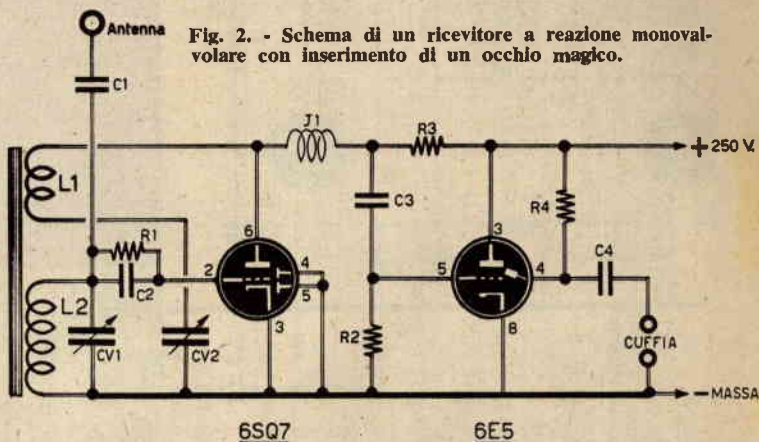 Antenna
Fig. 2. - Schema di un ricevitore a reazione monoval-
volare con inserimento di un occhio magico.
C1
J1
R3
+ 250 V.
L1
C3
R4
R1
6
3
C4
2
4
5
5
4
C2
L2
3
R2
8
CV1
CV2
CUFFIA
- MASSA
6SQ7
6E5